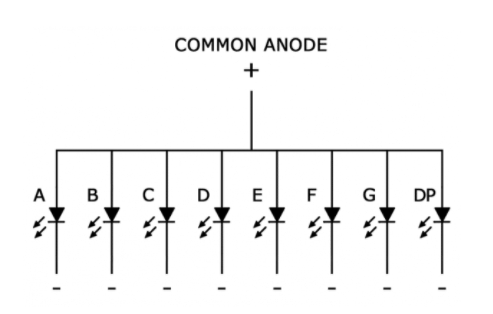 COMMON ANODE
+
A B C D E F G DP
- - - - - - - -